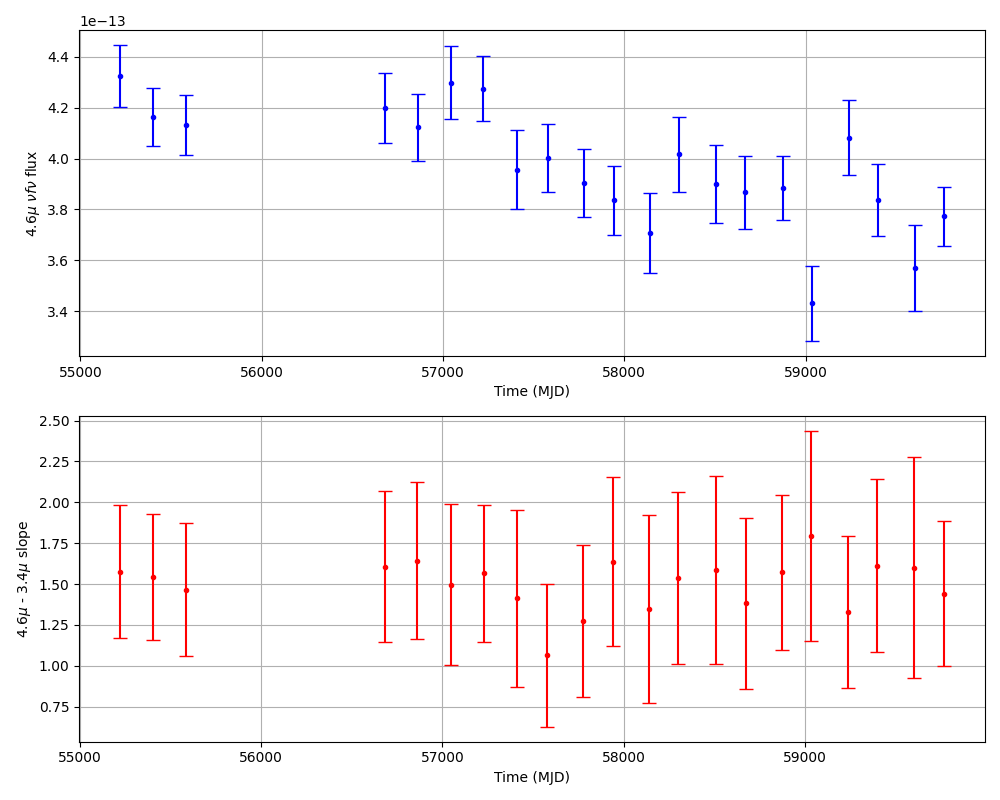 1e−13
4.4
4.2
4.0
3.8
3.6
3.4
4.6μ νfν flux
55000 56000 57000 58000 59000
Time (MJD)
2.50
2.25
2.00
1.75
1.50
1.25
1.00
0.75
4.6μ - 3.4μ slope
55000 56000 57000 58000 59000
Time (MJD)